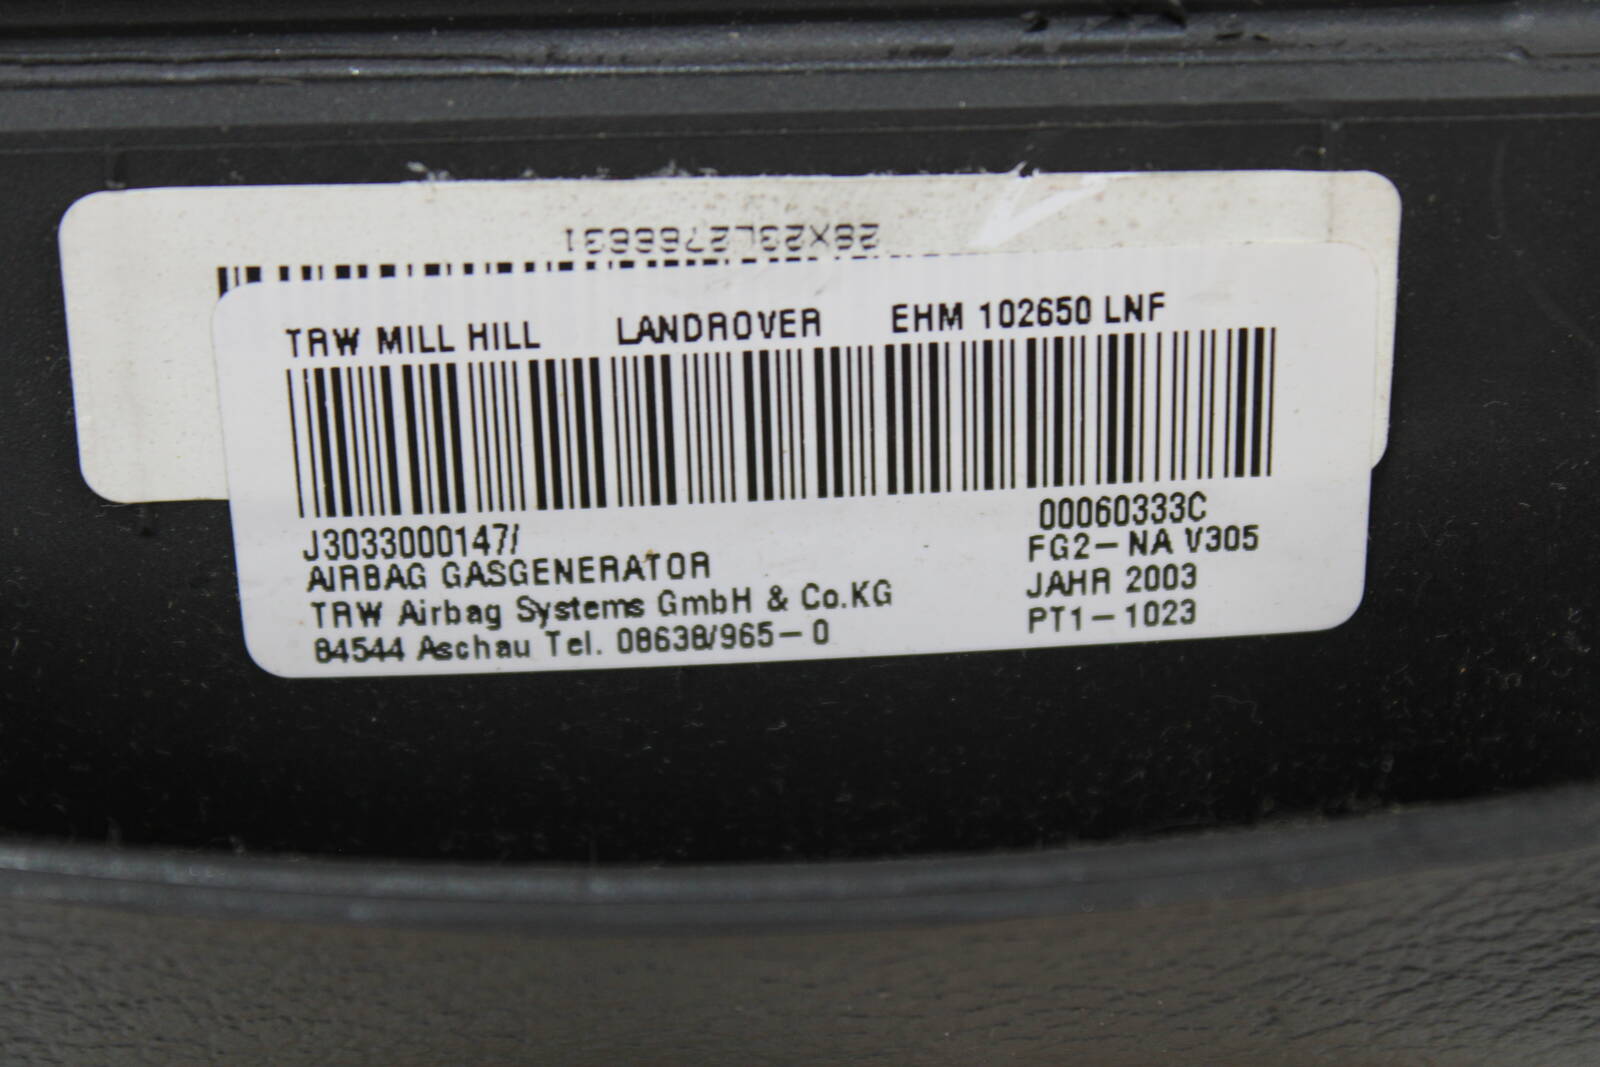 TRW MILL HILL LANDROVER EHM 102650 LNF
J3033000147/ 00060333C
AIRBAG GASGENERATOR FG2-NA V305
TRW Airbag Systems GmbH & Co.KG JAHR 2003
84544 Aschau Tel. 08638/965-0 PT1-1023